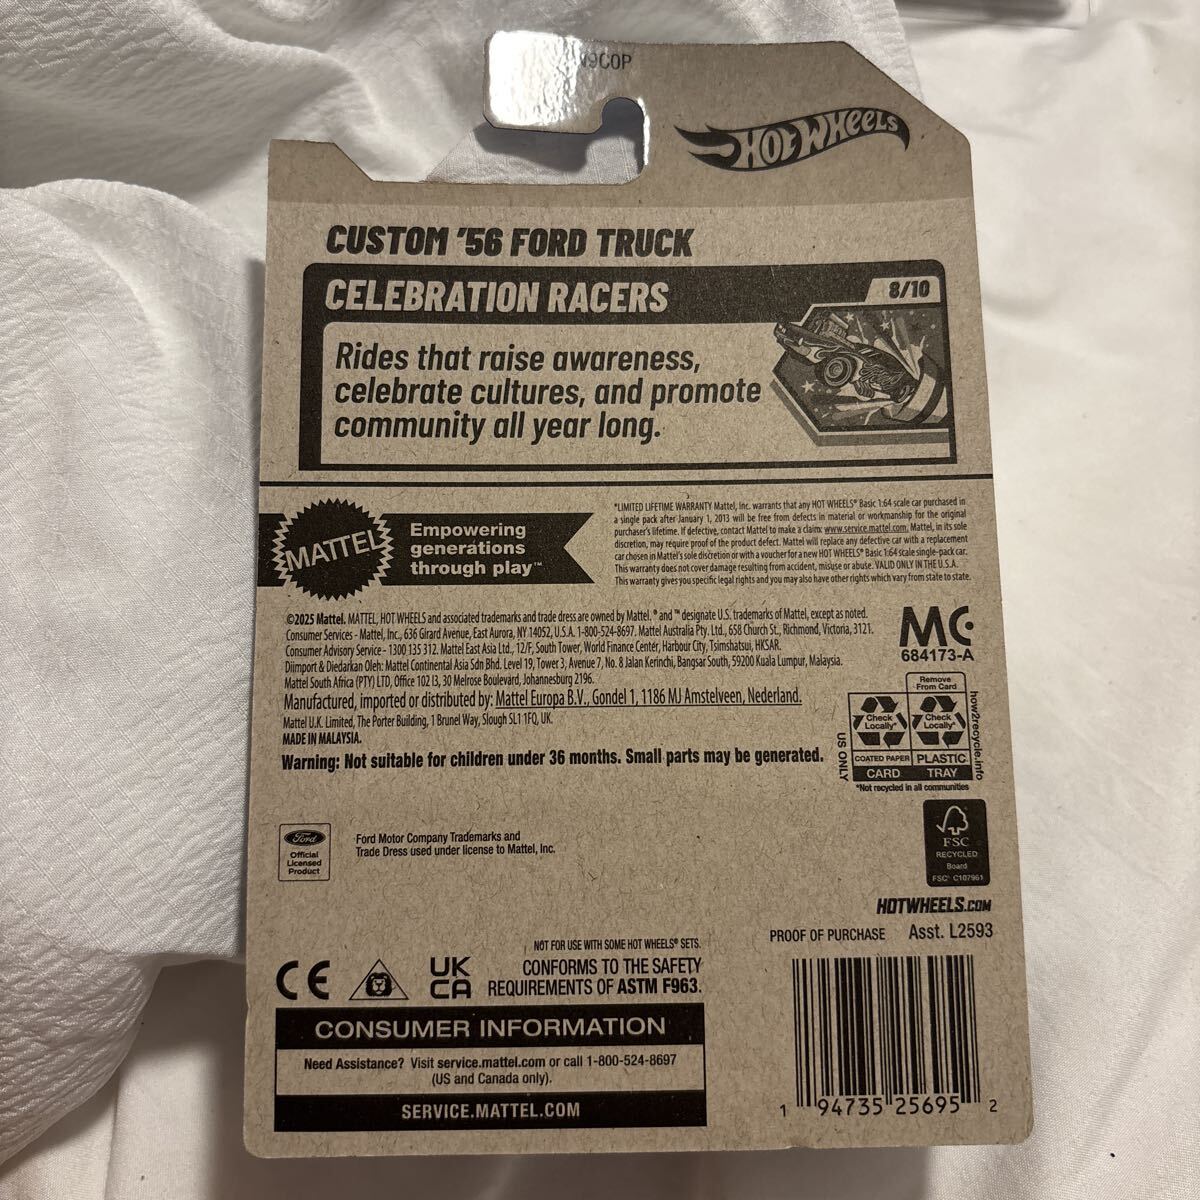 HOT WHEELS
CUSTOM '56 FORD TRUCK
CELEBRATION RACERS
8/10
Rides that raise awareness,
celebrate cultures, and promote
community all year long.
MATTEL
Empowering
generations
through play™
*LIMITED LIFETIME WARRANTY Mattel, Inc. warrants that any HOT WHEELS® Basic 1:64 scale car purchased in
a single pack after January 1, 2013 will be free from defects in material or workmanship for the original
purchaser's lifetime. If defective, contact Mattel to make a claim: www.service.mattel.com. Mattel, in its sole
discretion, may require proof of the product defect. Mattel will replace any defective car with a replacement
car chosen in Mattel's sole discretion or with a voucher for a new HOT WHEELS® Basic 1:64 scale single-pack car.
This warranty does not cover damage resulting from accident, misuse or abuse. VALID ONLY IN THE U.S.A.
This warranty gives you specific legal rights and you may also have other rights which vary from state to state.
©2025 Mattel. MATTEL, HOT WHEELS and associated trademarks and trade dress are owned by Mattel. ® and ™ designate U.S. trademarks of Mattel, except as noted.
Consumer Services - Mattel, Inc., 636 Girard Avenue, East Aurora, NY 14052, U.S.A. 1-800-524-8697. Mattel Australia Pty. Ltd., 658 Church St., Richmond, Victoria, 3121.
Consumer Advisory Service - 1300 135 312. Mattel East Asia Ltd., 12/F, South Tower, World Finance Center, Harbour City, Tsimshatsui, HKSAR.
Diimport & Diedarkan Oleh: Mattel Continental Asia Sdn Bhd. Level 19, Tower 3, Avenue 7, No. 8 Jalan Kerinchi, Bangsar South, 59200 Kuala Lumpur, Malaysia.
Mattel South Africa (PTY) LTD, Office 102 I3, 30 Melrose Boulevard, Johannesburg 2196.
Manufactured, imported or distributed by: Mattel Europa B.V., Gondel 1, 1186 MJ Amstelveen, Nederland.
Mattel U.K. Limited, The Porter Building, 1 Brunel Way, Slough SL1 1FQ, UK.
MADE IN MALAYSIA.
Warning: Not suitable for children under 36 months. Small parts may be generated.
MC
684173-A
Remove
From Card
Check
Locally*
Check
Locally*
COATED PAPER
PLASTIC
CARD
TRAY
US ONLY
how2recycle.info
*Not recycled in all communities
Ford
Official
Licensed
Product
Ford Motor Company Trademarks and
Trade Dress used under license to Mattel, Inc.
FSC
RECYCLED
Board
FSC® C107961
HOTWHEELS.COM
PROOF OF PURCHASE Asst. L2593
NOT FOR USE WITH SOME HOT WHEELS® SETS.
CE
UK
CA
CONFORMS TO THE SAFETY
REQUIREMENTS OF ASTM F963.
CONSUMER INFORMATION
Need Assistance? Visit service.mattel.com or call 1-800-524-8697
(US and Canada only).
SERVICE.MATTEL.COM
1 94735 25695 2